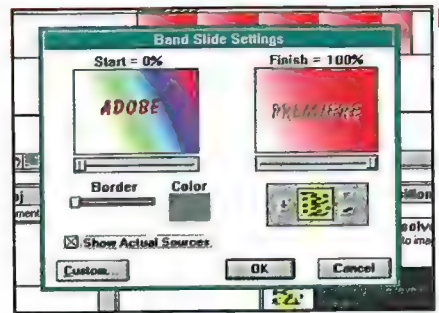 Band Slide Settings
Start = 0%
Finish = 100%
ADOBE
PREMIERE
Border
Color
Show Actual Sources
Custom...
OK
Cancel